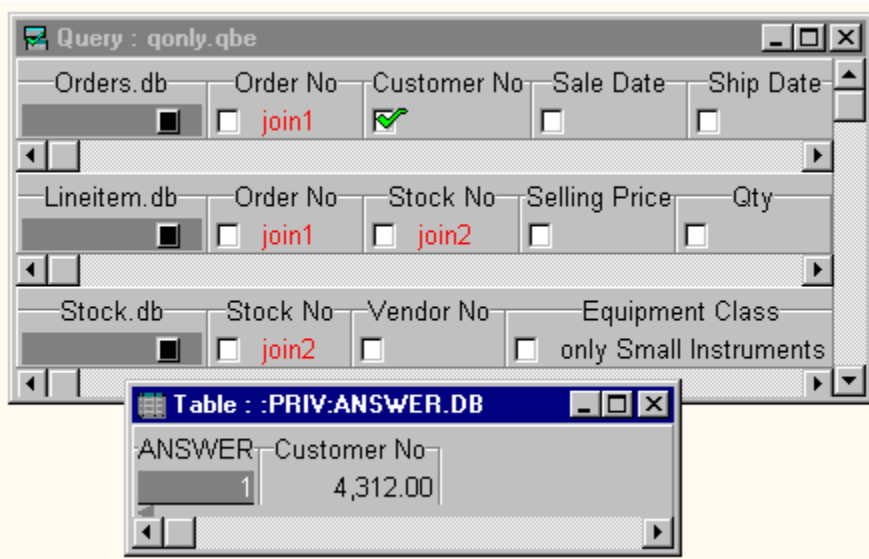 Query : qonly.qbe
Orders.db Order No Customer No Sale Date Ship Date
join1
Lineitem.db Order No Stock No Selling Price Qty
join1 join2
Stock.db Stock No Vendor No Equipment Class
join2 only Small Instruments
Table : :PRIV:ANSWER.DB
ANSWER Customer No
1 4,312.00